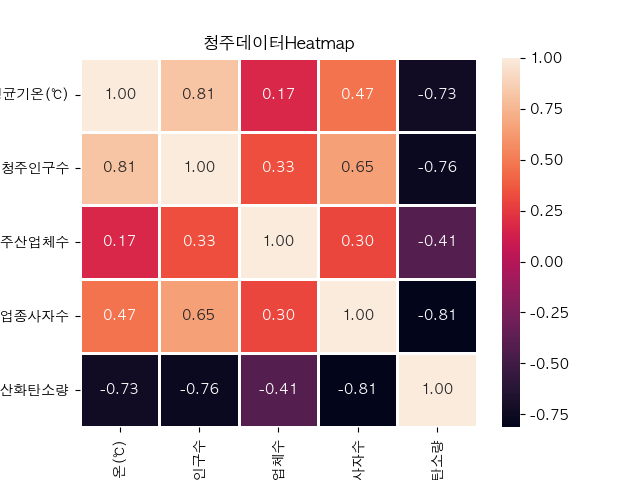 청주데이터Heatmap
균기온(℃) 1.00 0.81 0.17 0.47 -0.73
청주인구수 0.81 1.00 0.33 0.65 -0.76
주산업체수 0.17 0.33 1.00 0.30 -0.41
업종사자수 0.47 0.65 0.30 1.00 -0.81
산화탄소량 -0.73 -0.76 -0.41 -0.81 1.00
온(℃) 인구수 업체수 사자수 탄소량
1.00
0.75
0.50
0.25
0.00
-0.25
-0.50
-0.75